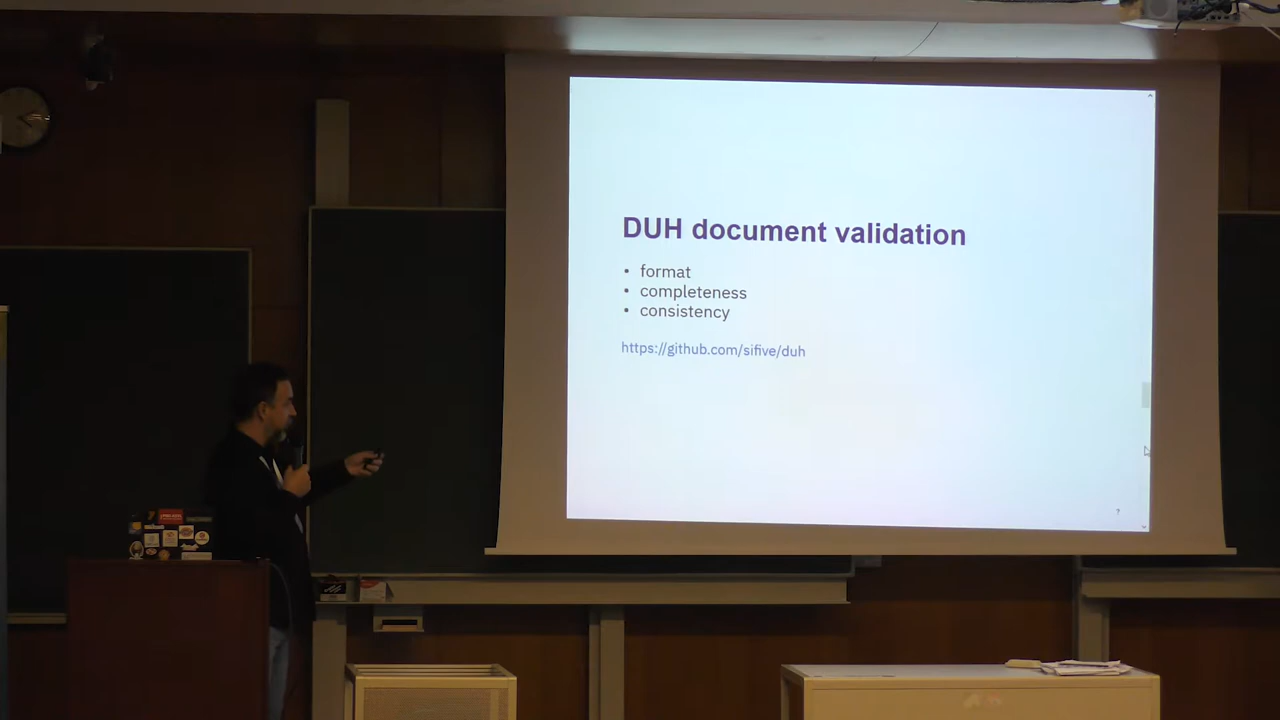 DUH document validation
• format
• completeness
• consistency
https://github.com/sifive/duh